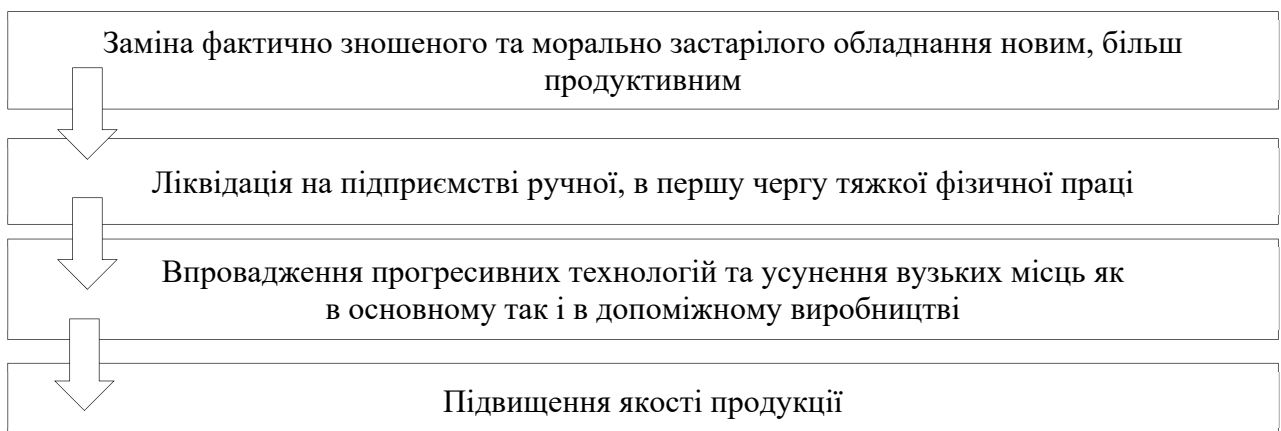 Заміна фактично зношеного та морально застарілого обладнання новим, більш
продуктивним
Ліквідація на підприємстві ручної, в першу чергу тяжкої фізичної праці
Впровадження прогресивних технологій та усунення вузьких місць як
в основному так і в допоміжному виробництві
Підвищення якості продукції